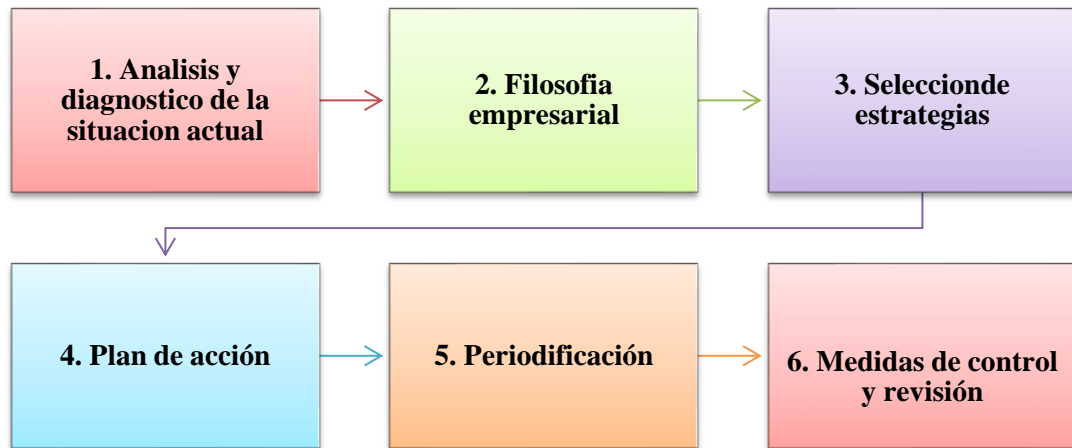 1. Analisis y
diagnostico de la
situacion actual
2. Filosofia
empresarial
3. Seleccionde
estrategias
4. Plan de acción
5. Periodificación
6. Medidas de control
y revisión